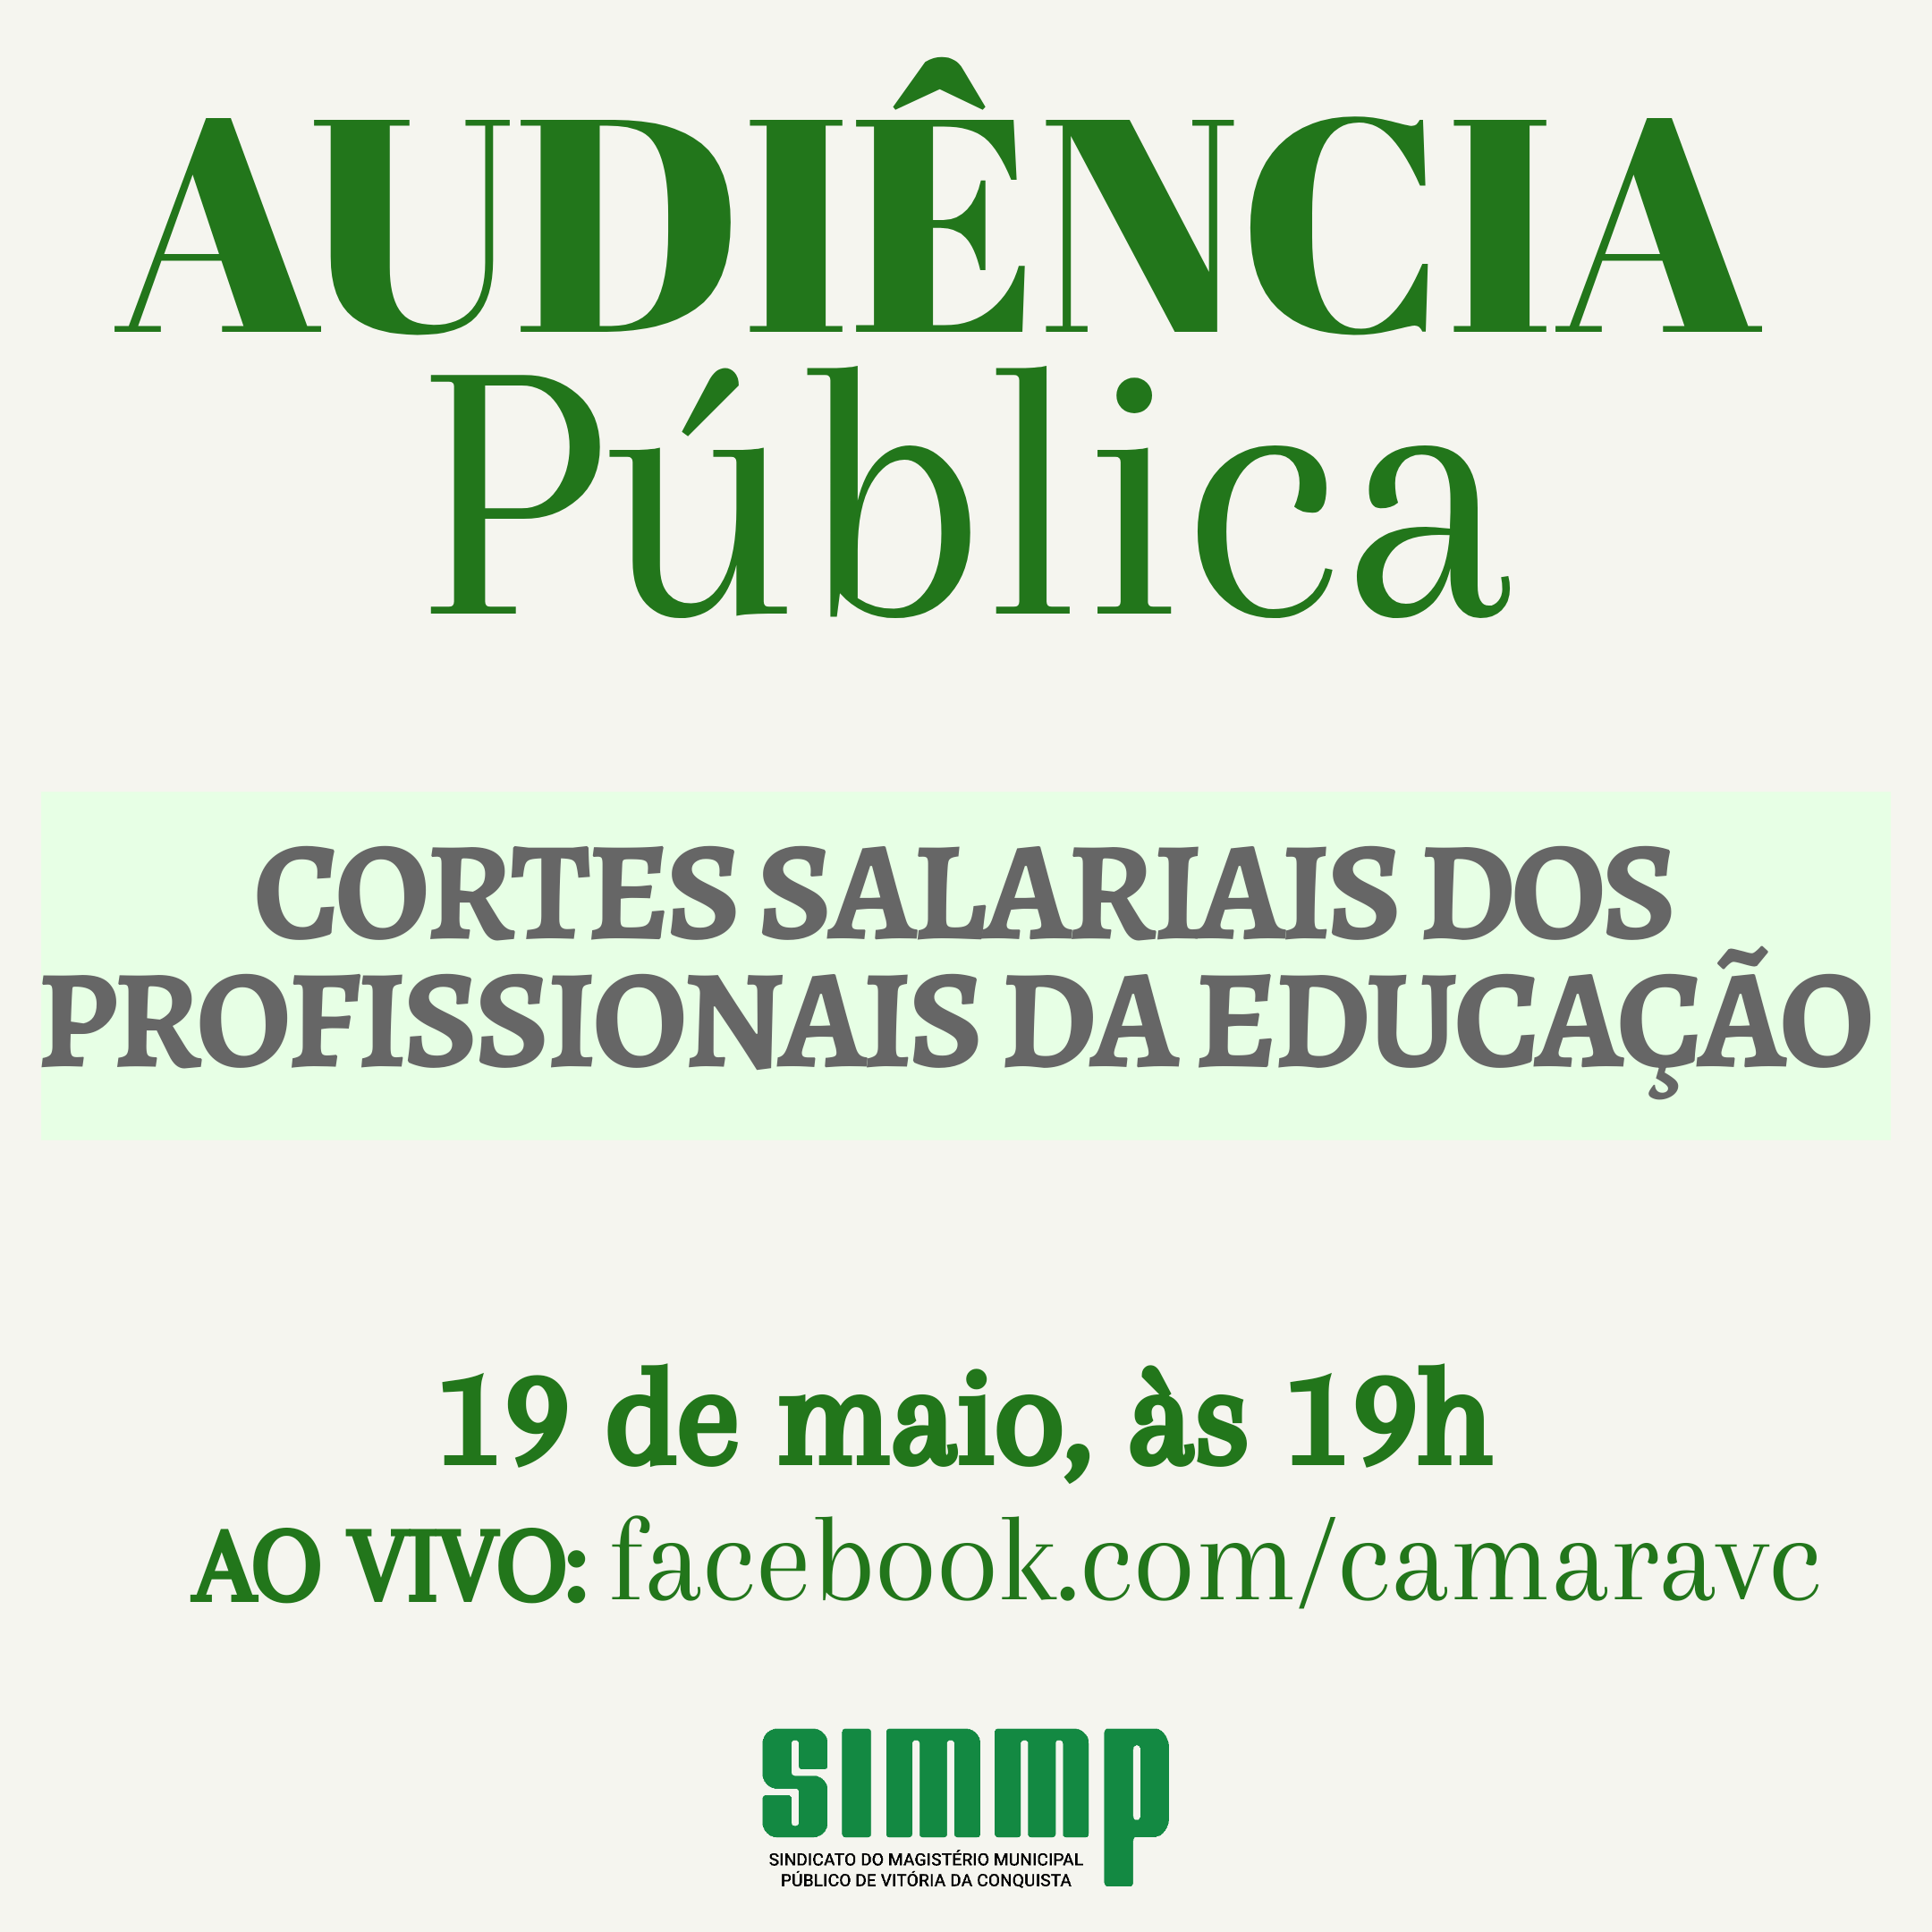 AUDIÊNCIA
Pública
CORTES SALARIAIS DOS
PROFISSIONAIS DA EDUCAÇÃO
19 de maio, às 19h
AO VIVO: facebook.com/camaravc
SIMMP
SINDICATO DO MAGISTÉRIO MUNICIPAL
PÚBLICO DE VITÓRIA DA CONQUISTA